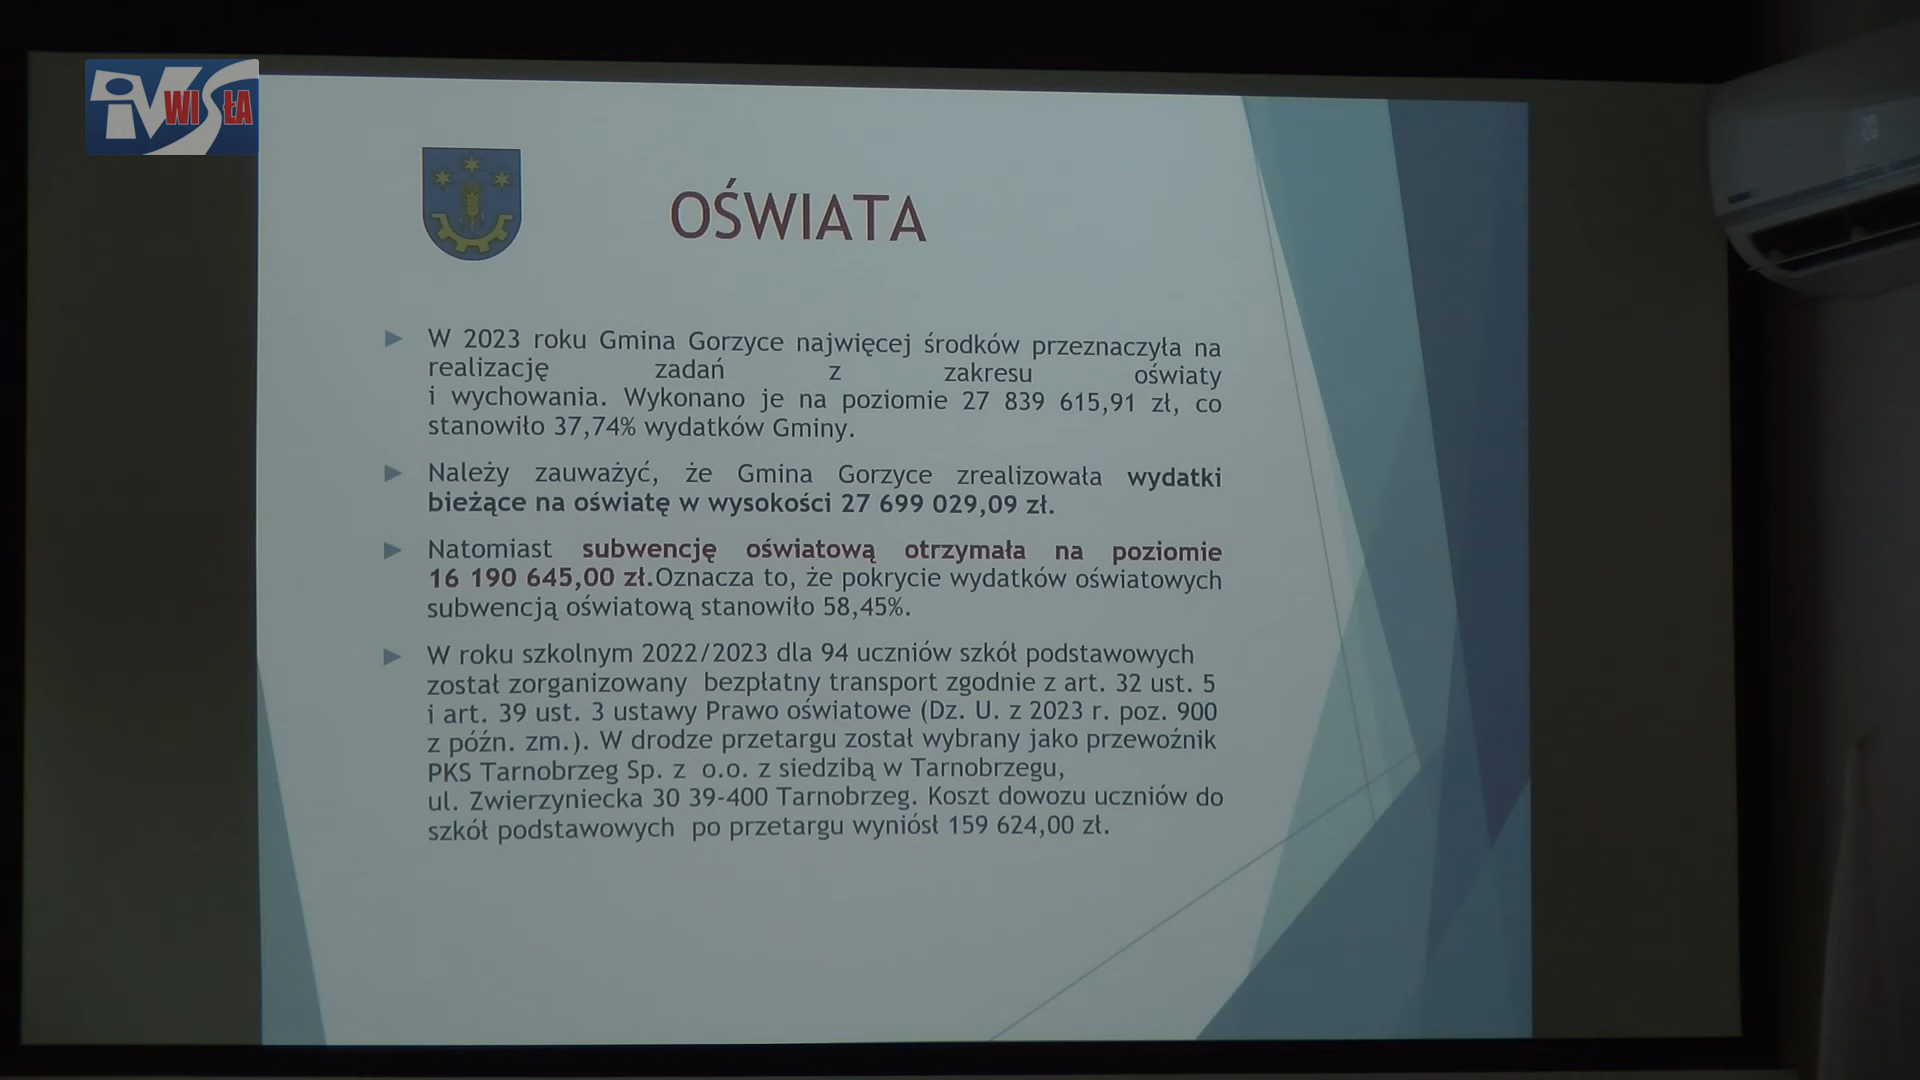 iVWISŁA
OŚWIATA
W 2023 roku Gmina Gorzyce najwięcej środków przeznaczyła na
realizację zadań z zakresu oświaty
i wychowania. Wykonano je na poziomie 27 839 615,91 zł, co
stanowiło 37,74% wydatków Gminy.
Należy zauważyć, że Gmina Gorzyce zrealizowała wydatki
bieżące na oświatę w wysokości 27 699 029,09 zł.
Natomiast subwencję oświatową otrzymała na poziomie
16 190 645,00 zł.Oznacza to, że pokrycie wydatków oświatowych
subwencją oświatową stanowiło 58,45%.
W roku szkolnym 2022/2023 dla 94 uczniów szkół podstawowych
został zorganizowany bezpłatny transport zgodnie z art. 32 ust. 5
i art. 39 ust. 3 ustawy Prawo oświatowe (Dz. U. z 2023 r. poz. 900
z późn. zm.). W drodze przetargu został wybrany jako przewoźnik
PKS Tarnobrzeg Sp. z o.o. z siedzibą w Tarnobrzegu,
ul. Zwierzyniecka 30 39-400 Tarnobrzeg. Koszt dowozu uczniów do
szkół podstawowych po przetargu wyniósł 159 624,00 zł.